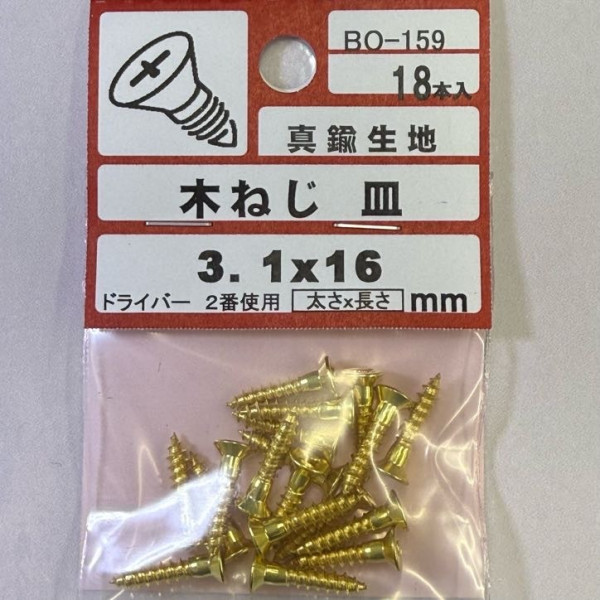 BO-159
18本入
真鍮生地
木ねじ 皿
3.1x16
ドライバー 2番使用 太さx長さ mm